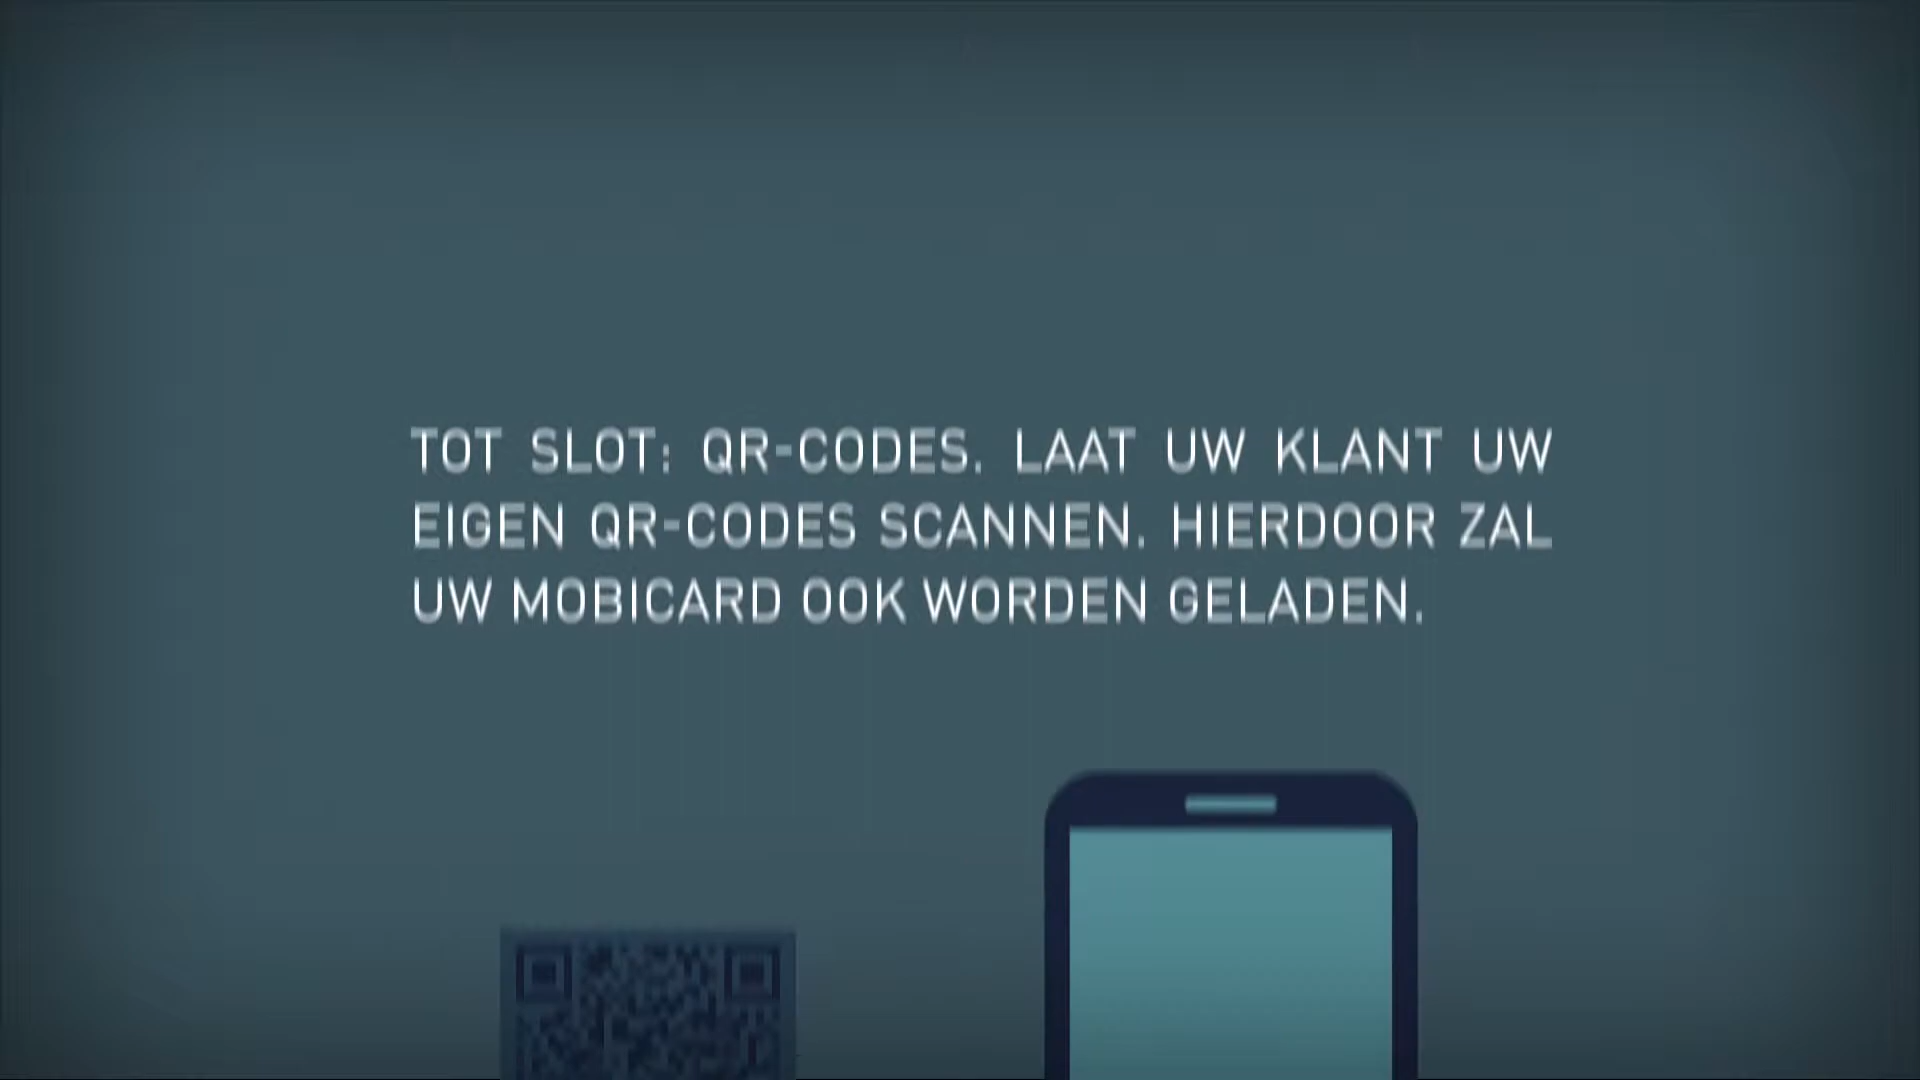 TOT SLOT: QR-CODES. LAAT UW KLANT UW
EIGEN QR-CODES SCANNEN. HIERDOOR ZAL
UW MOBICARD OOK WORDEN GELADEN.